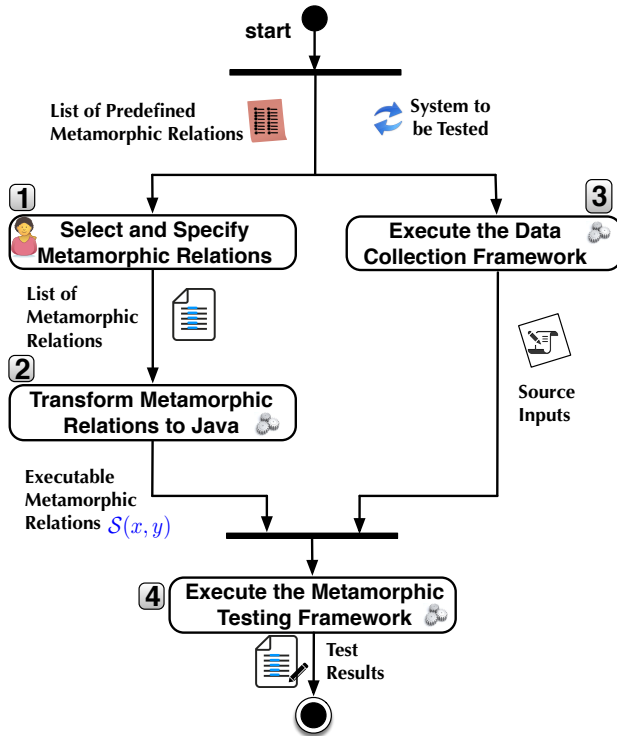 start
List of Predefined
Metamorphic Relations
System to
be Tested
1
Select and Specify
Metamorphic Relations
3
Execute the Data
Collection Framework
List of
Metamorphic
Relations
Source
Inputs
2
Transform Metamorphic
Relations to Java
Executable
Metamorphic
Relations S(x, y)
4
Execute the Metamorphic
Testing Framework
Test
Results